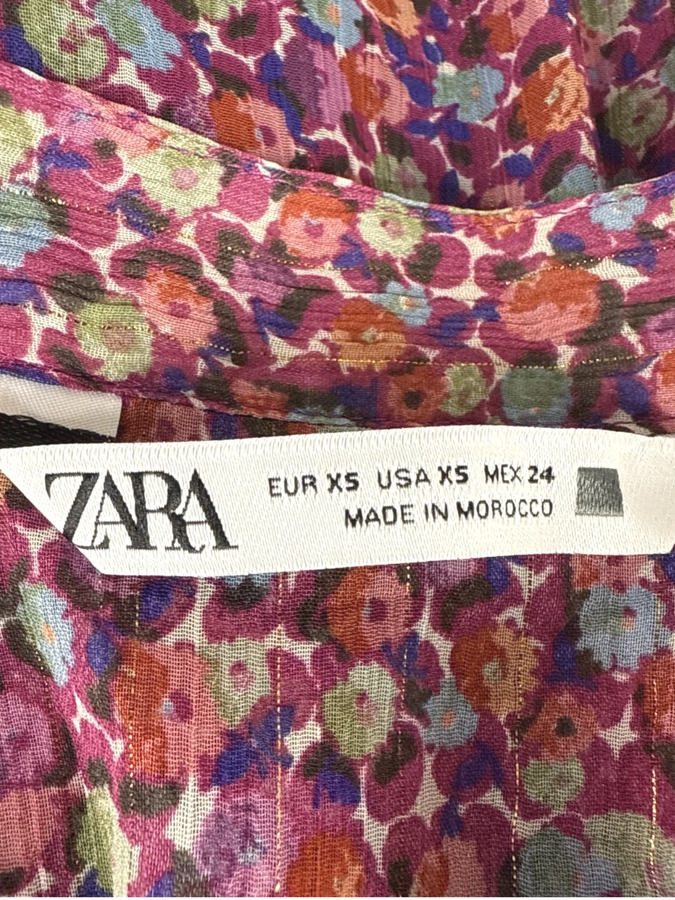 ZARA
EUR XS USA XS MEX 24
MADE IN MOROCCO